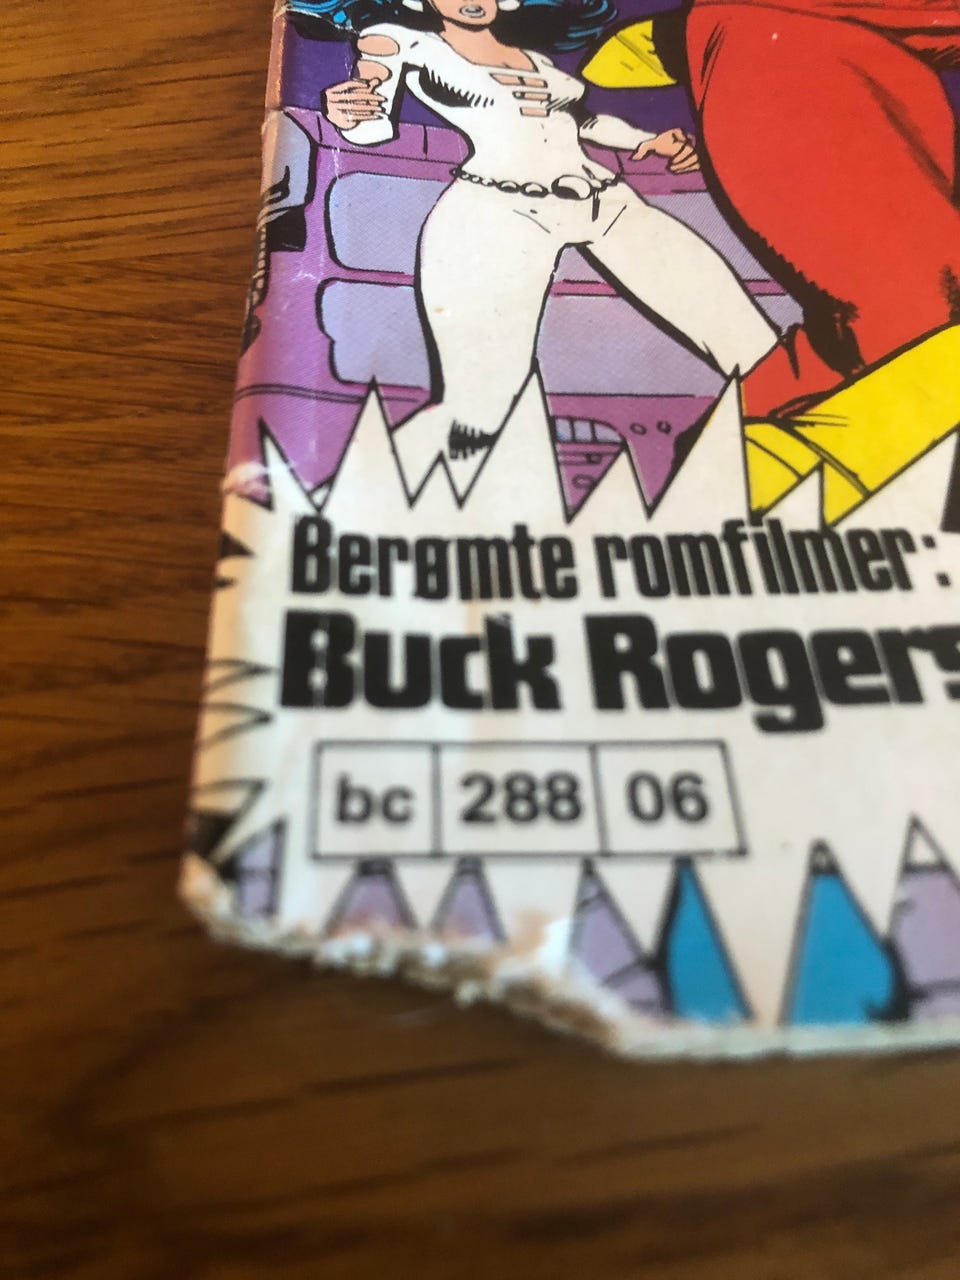 Berømte romfilmer:
Buck Rogers
bc 288 06